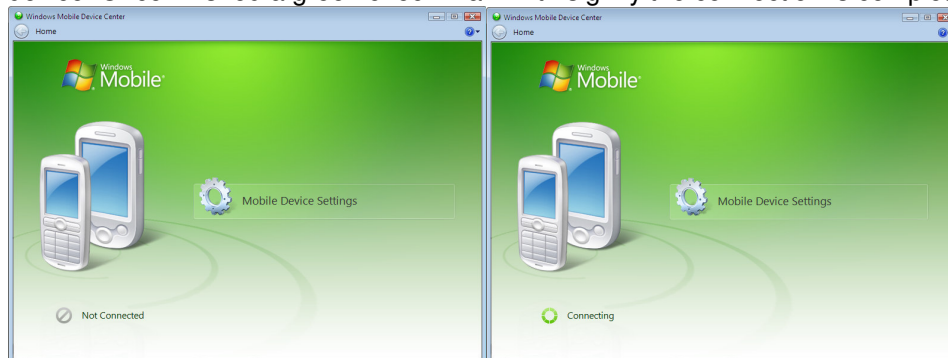 Windows Mobile Device Center
Home
Windows
Mobile
Mobile Device Settings
Not Connected
Windows Mobile Device Center
Home
Windows
Mobile
Mobile Device Settings
Connecting